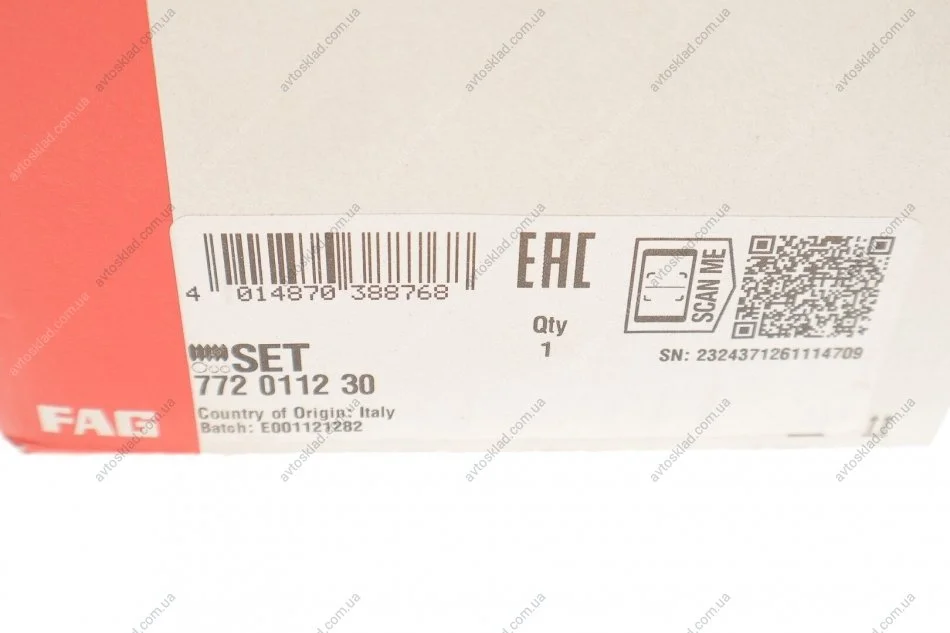 4 014870 388768
EAC
SCAN ME
Qty
1
SN: 2324371261114709
SET
772 0112 30
Country of Origin: Italy
Batch: E001121282
FAG
avtosklad.com.ua